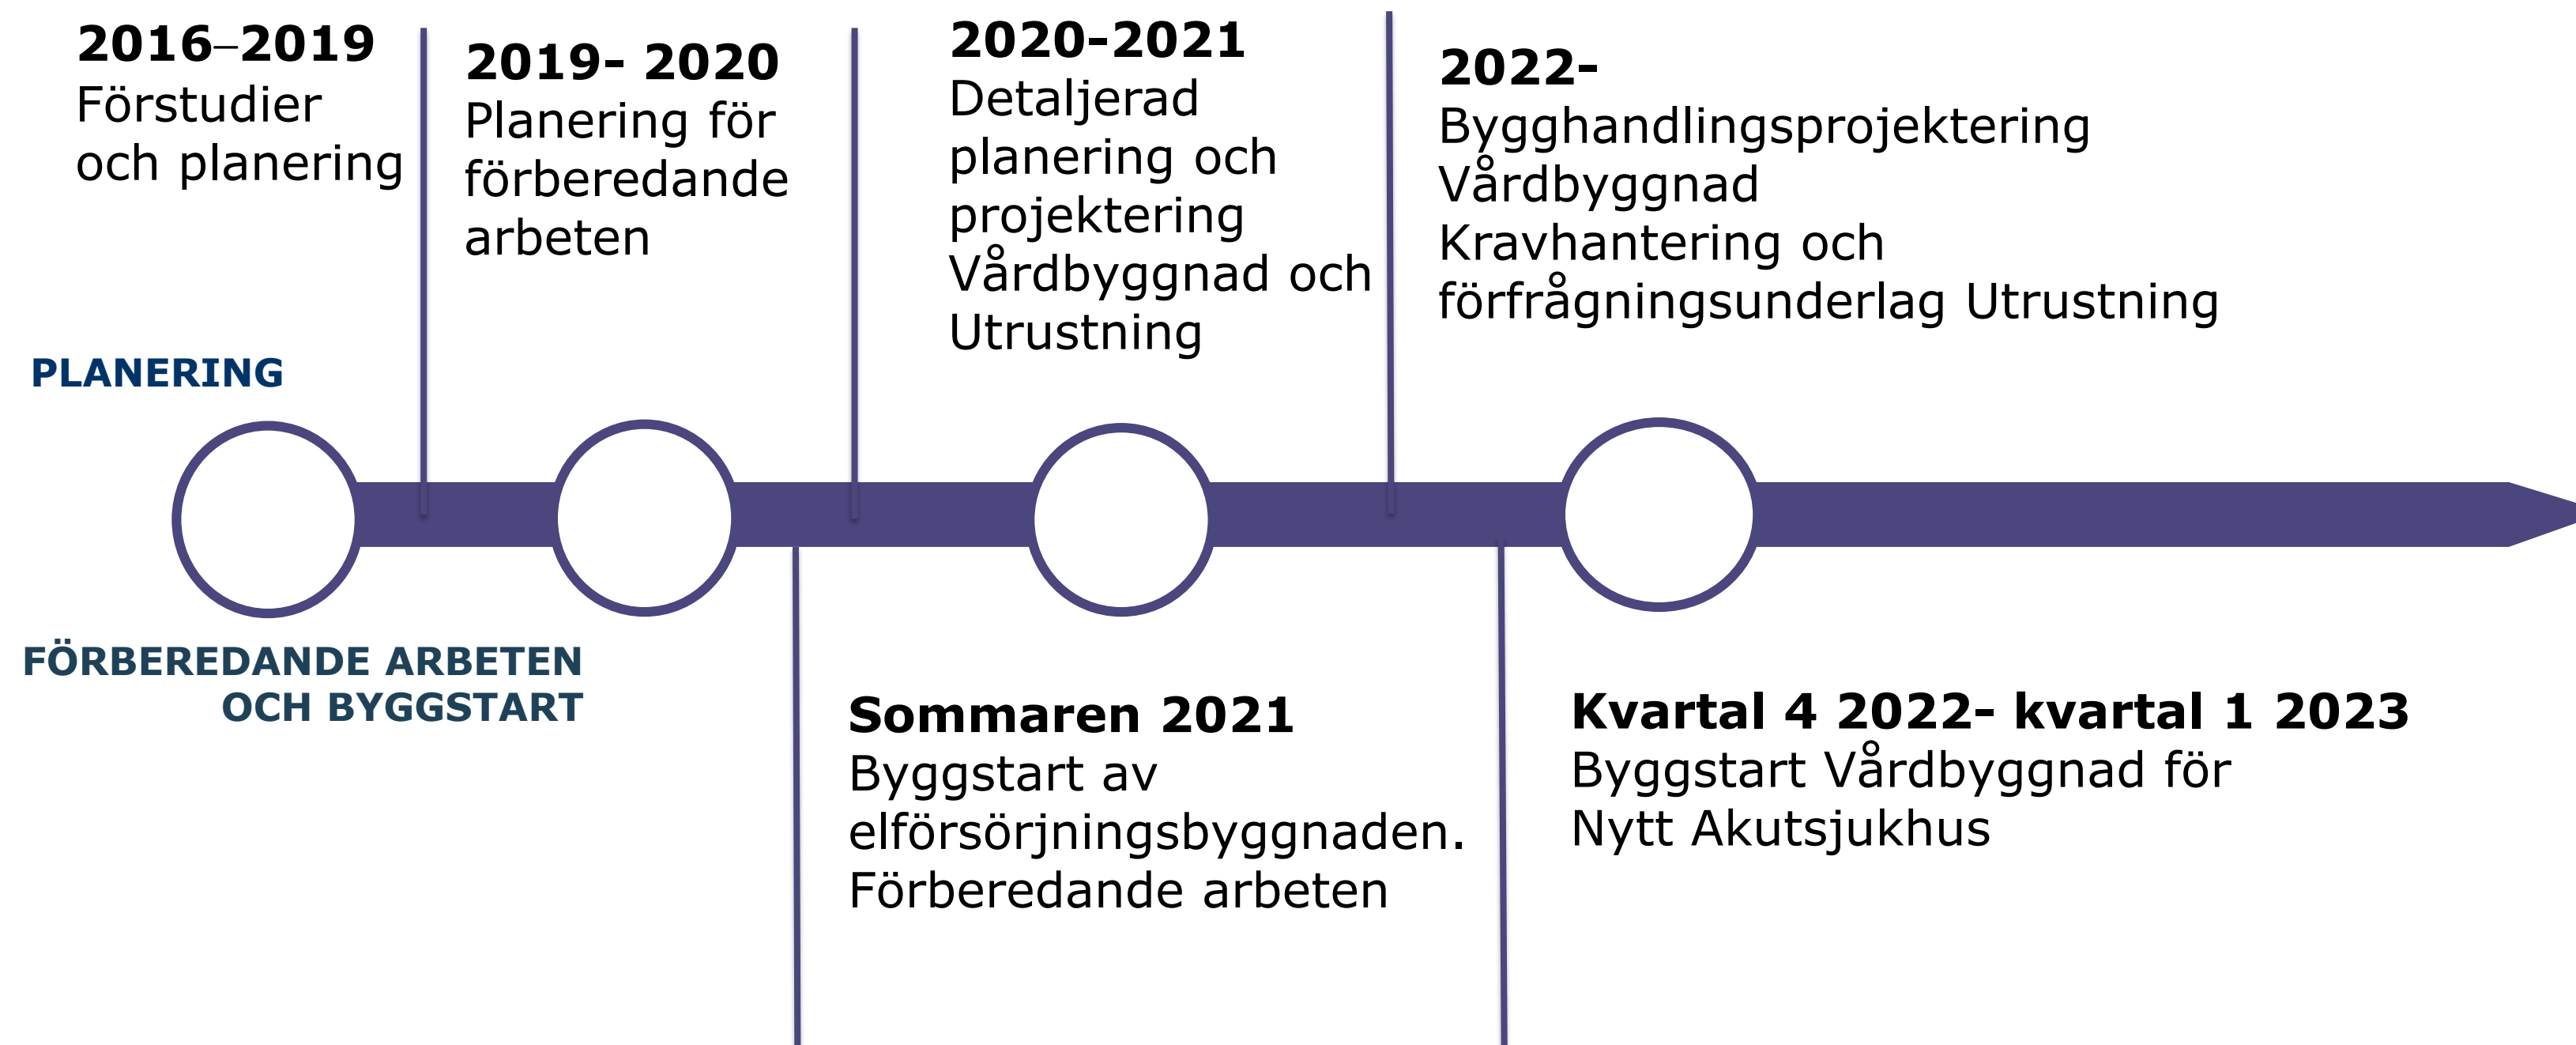 2016–2019
Förstudier
och planering
2019- 2020
Planering för
förberedande
arbeten
2020-2021
Detaljerad
planering och
projektering
Vårdbyggnad och
Utrustning
2022-
Bygghandlingsprojektering
Vårdbyggnad
Kravhantering och
förfrågningsunderlag Utrustning
PLANERING
FÖRBEREDANDE ARBETEN
OCH BYGGSTART
Sommaren 2021
Byggstart av
elförsörjningsbyggnaden.
Förberedande arbeten
Kvartal 4 2022- kvartal 1 2023
Byggstart Vårdbyggnad för
Nytt Akutsjukhus